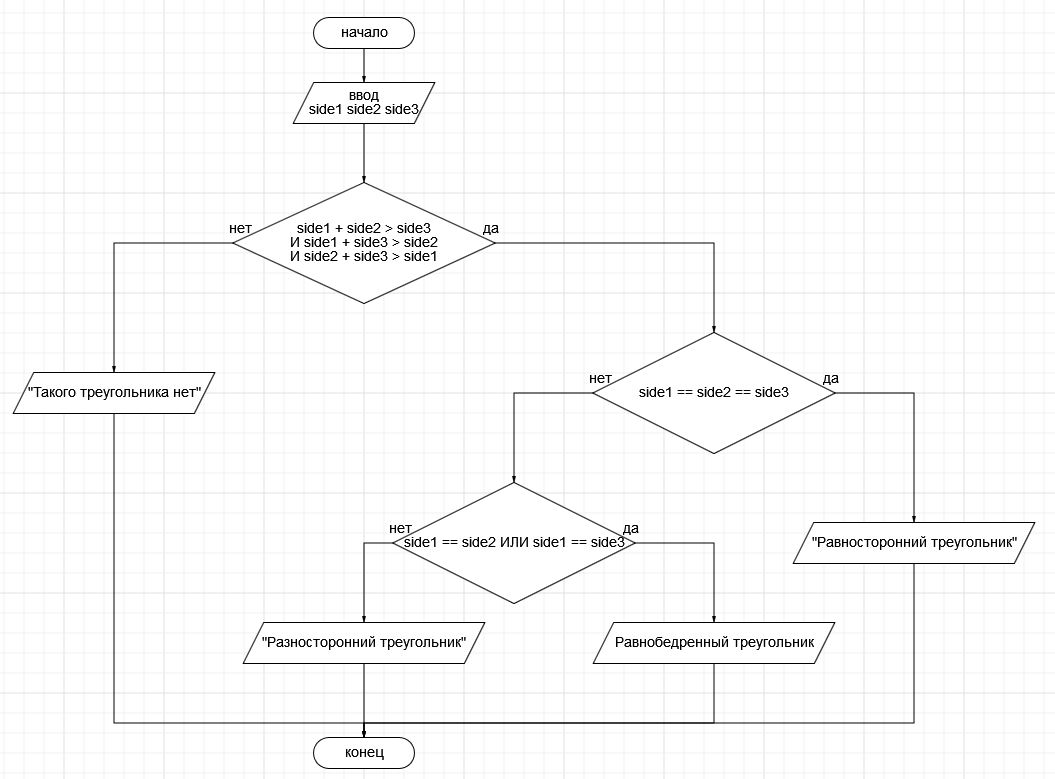 начало
ввод
side1 side2 side3
нет
да
side1 + side2 > side3
И side1 + side3 > side2
И side2 + side3 > side1
нет
да
"Такого треугольника нет"
side1 == side2 == side3
нет
да
side1 == side2 ИЛИ side1 == side3
"Равносторонний треугольник"
"Разносторонний треугольник"
Равнобедренный треугольник
конец